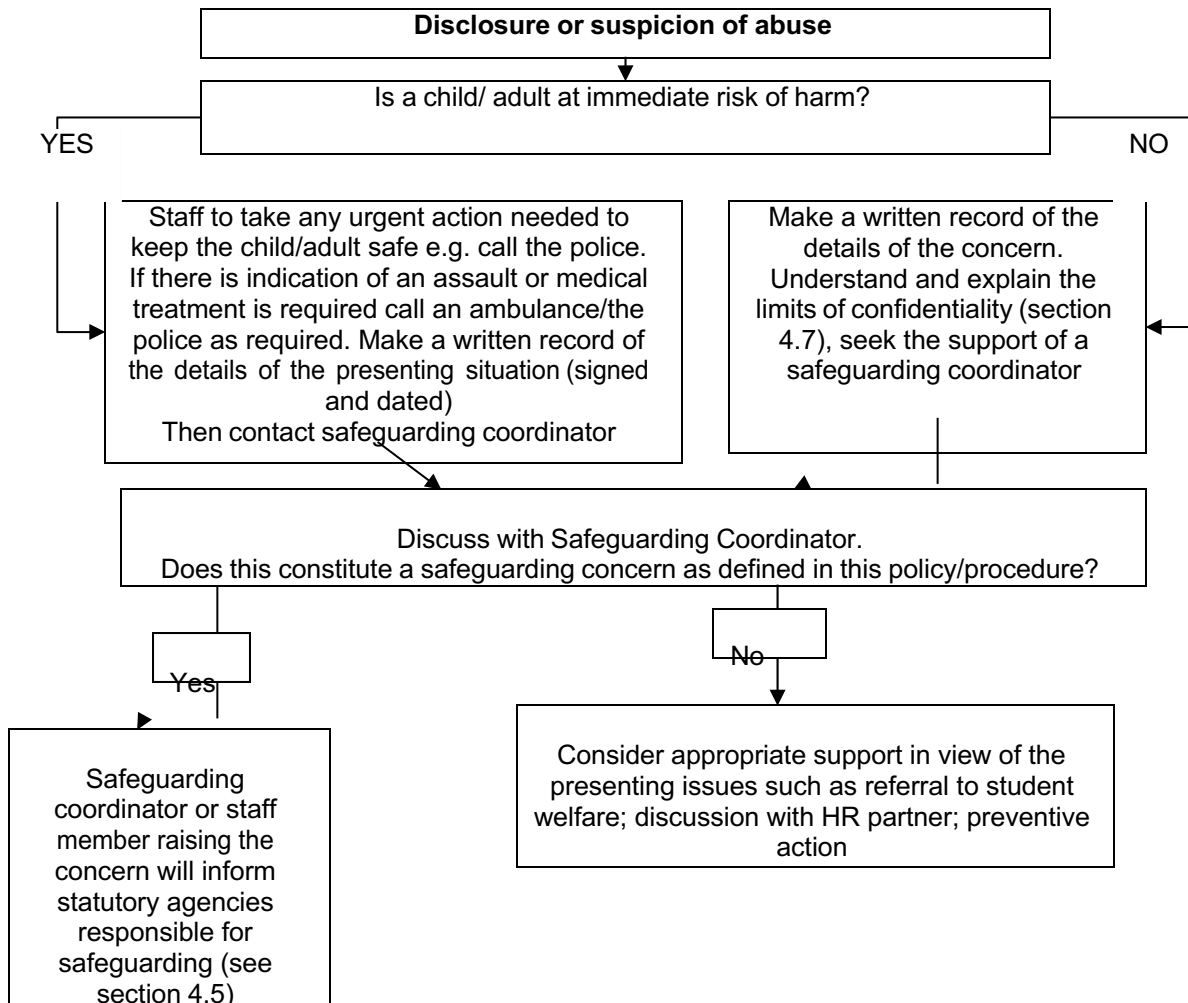 Disclosure or suspicion of abuse
Is a child/ adult at immediate risk of harm?
YES
NO
Staff to take any urgent action needed to
keep the child/adult safe e.g. call the police.
If there is indication of an assault or medical
treatment is required call an ambulance/the
police as required. Make a written record of
the details of the presenting situation (signed
and dated)
Then contact safeguarding coordinator
Make a written record of the
details of the concern.
Understand and explain the
limits of confidentiality (section
4.7), seek the support of a
safeguarding coordinator
Discuss with Safeguarding Coordinator.
Does this constitute a safeguarding concern as defined in this policy/procedure?
Yes
No
Safeguarding
coordinator or staff
member raising the
concern will inform
statutory agencies
responsible for
safeguarding (see
section 4.5)
Consider appropriate support in view of the
presenting issues such as referral to student
welfare; discussion with HR partner; preventive
action